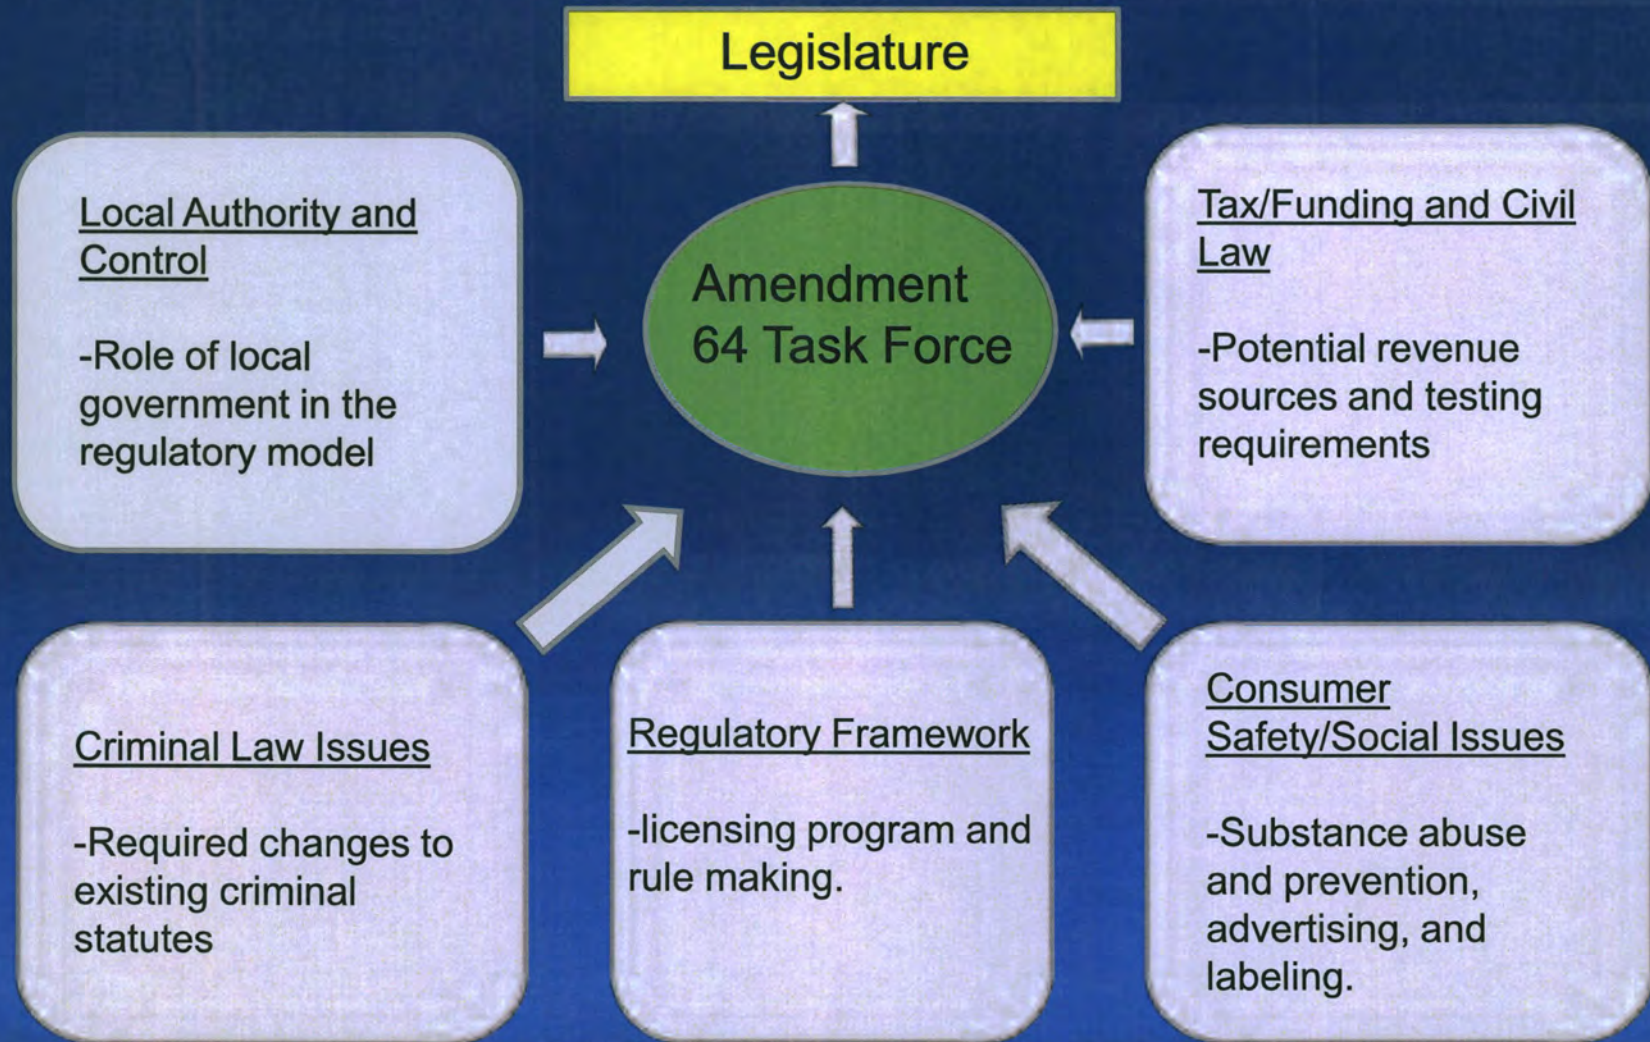 Legislature
Local Authority and
Control
-Role of local
government in the
regulatory model
Amendment
64 Task Force
Tax/Funding and Civil
Law
-Potential revenue
sources and testing
requirements
Criminal Law Issues
-Required changes to
existing criminal
statutes
Regulatory Framework
-licensing program and
rule making.
Consumer
Safety/Social Issues
-Substance abuse
and prevention,
advertising, and
labeling.